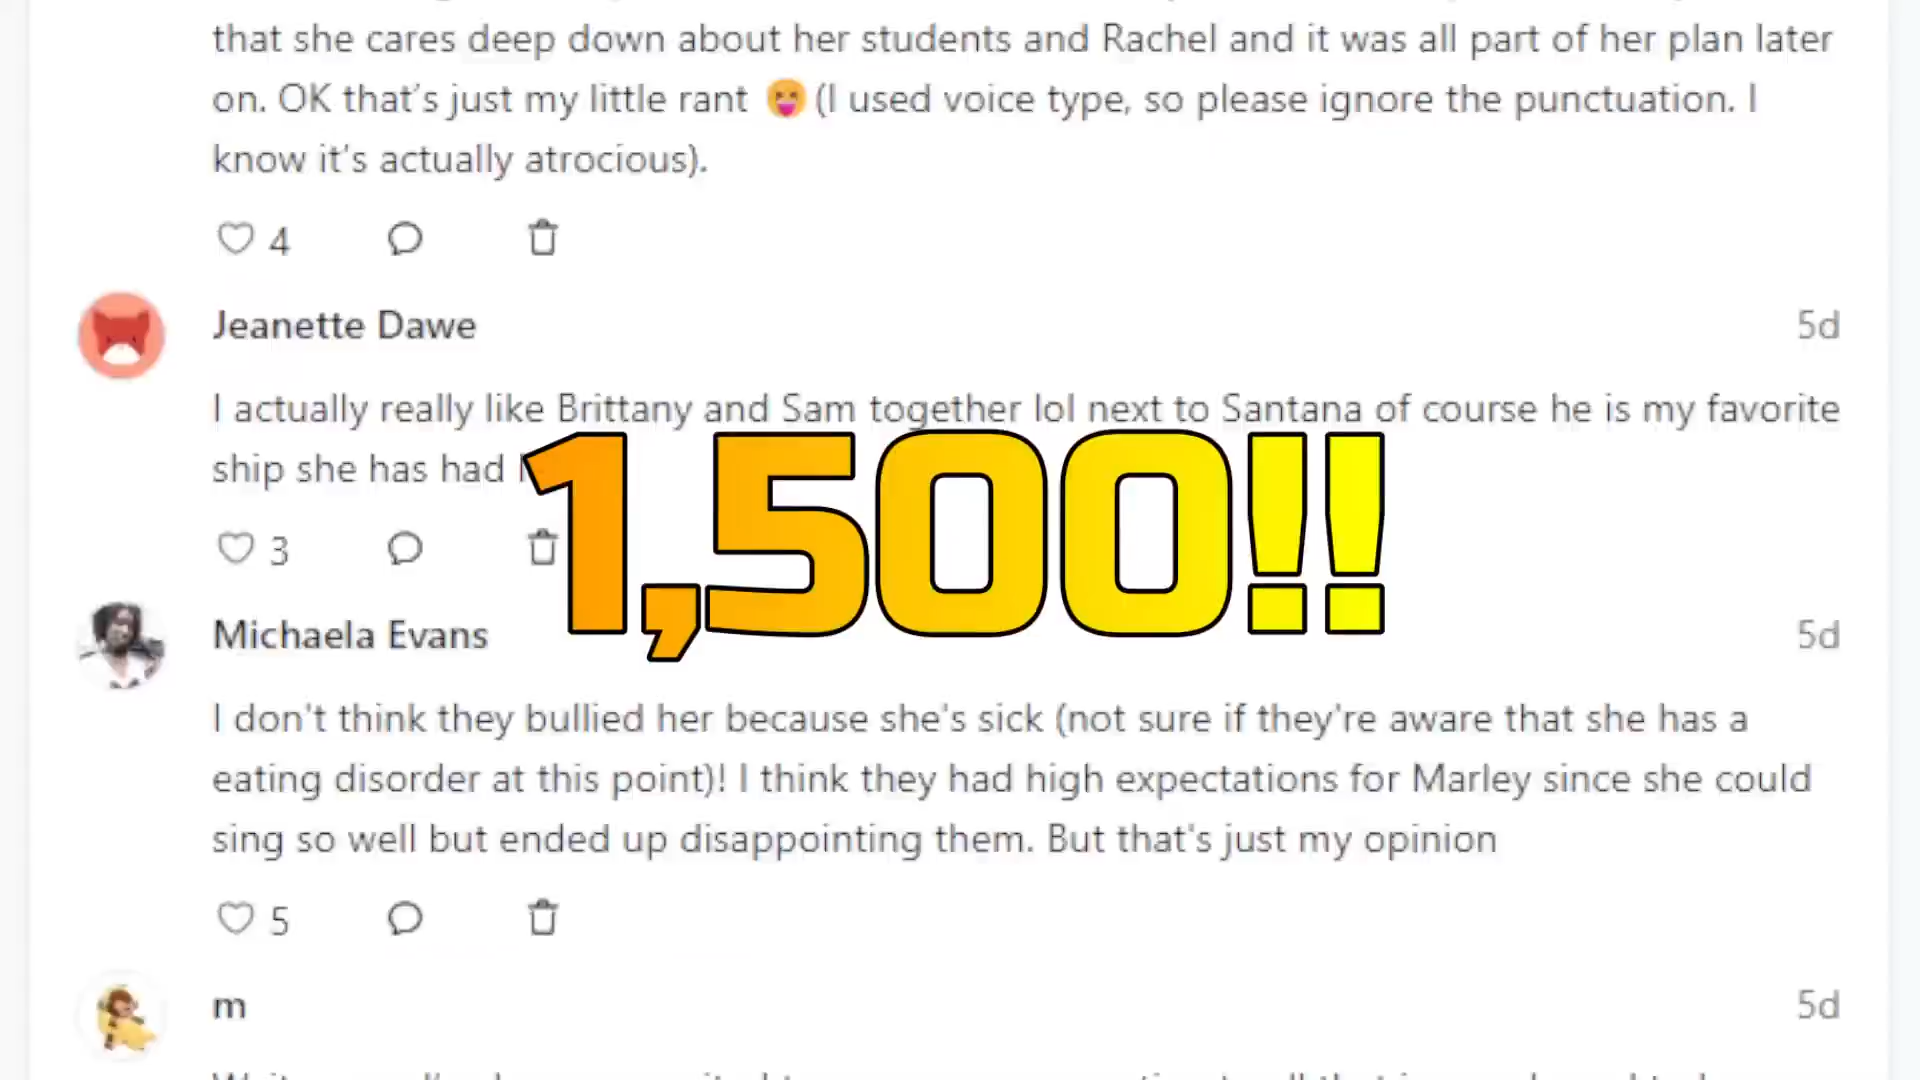 that she cares deep down about her students and Rachel and it was all part of her plan later
on. OK that's just my little rant 😝 (I used voice type, so please ignore the punctuation. I
know it's actually atrocious).
4
Jeanette Dawe
5d
I actually really like Brittany and Sam together lol next to Santana of course he is my favorite
ship she has had
1,500!!
3
Michaela Evans
5d
I don't think they bullied her because she's sick (not sure if they're aware that she has a
eating disorder at this point)! I think they had high expectations for Marley since she could
sing so well but ended up disappointing them. But that's just my opinion
5
m
5d